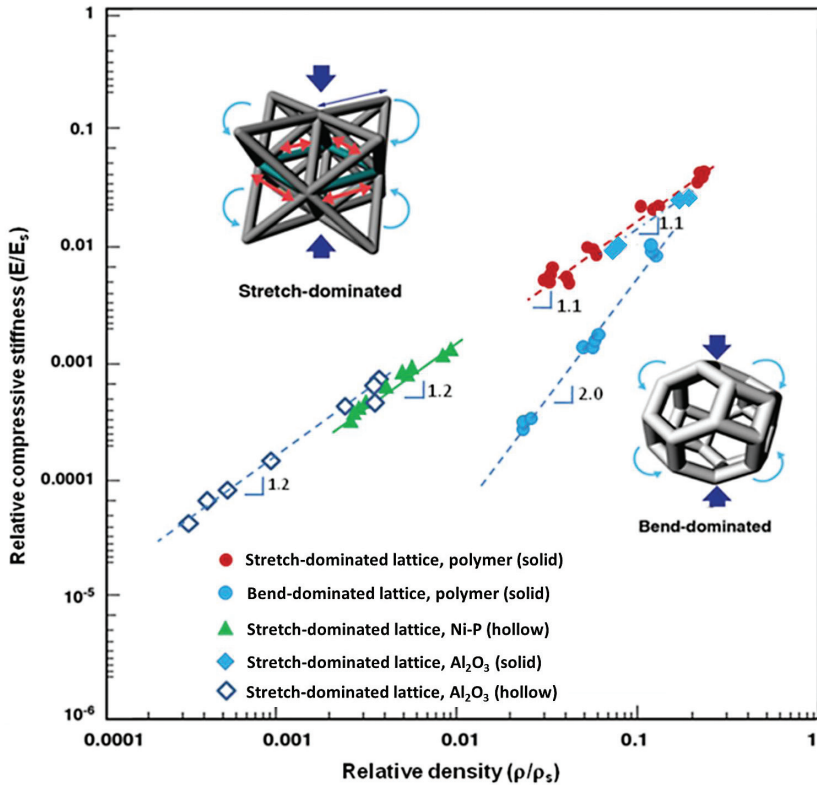 1
0.1
0.01
0.001
0.0001
10-5
10-6
Relative compressive stiffness (E/Es)
Stretch-dominated
1.1
1.1
1.2
2.0
1.2
Bend-dominated
Stretch-dominated lattice, polymer (solid)
Bend-dominated lattice, polymer (solid)
Stretch-dominated lattice, Ni-P (hollow)
Stretch-dominated lattice, Al2O3 (solid)
Stretch-dominated lattice, Al2O3 (hollow)
0.0001
0.001
0.01
0.1
1
Relative density (ρ/ρs)